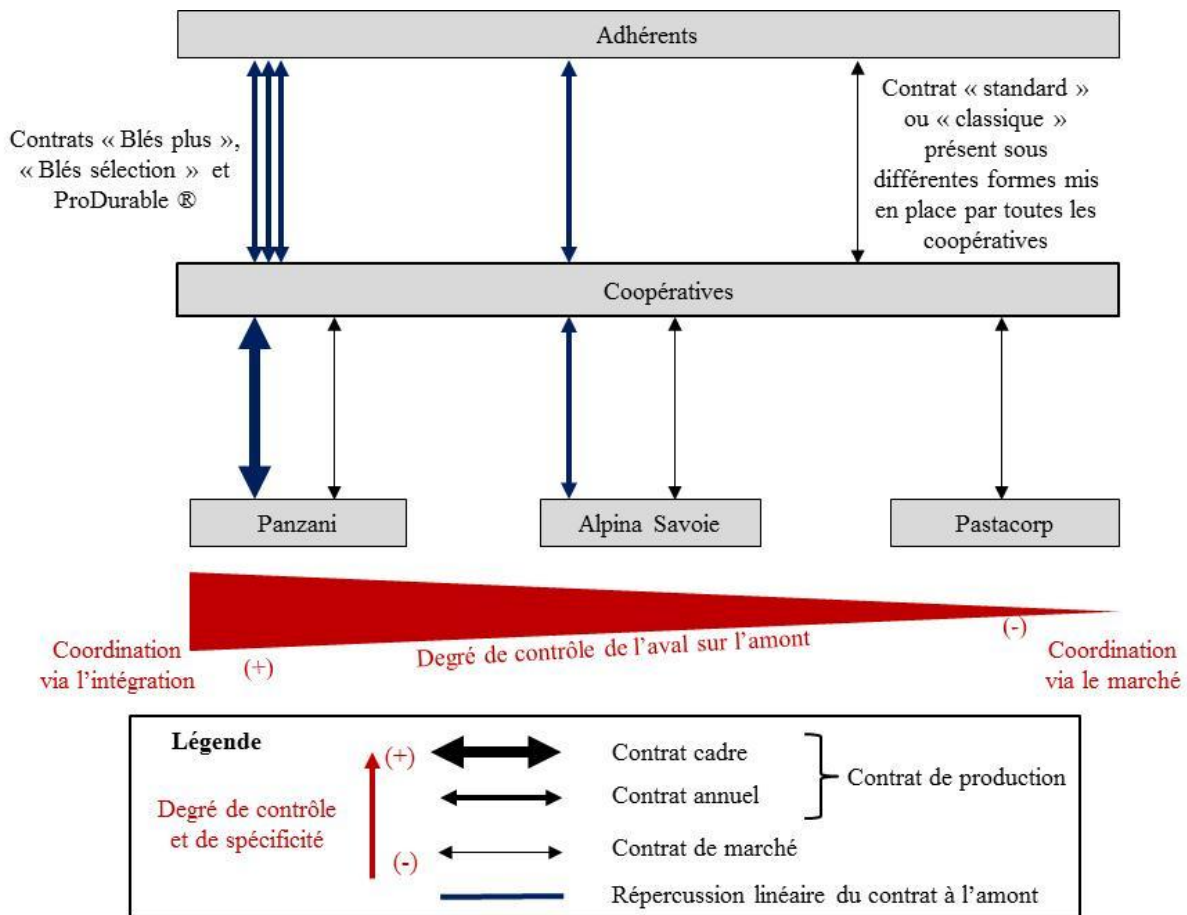 Adhérents
Contrats « Blés plus »,
« Blés sélection » et
ProDurable ®
Contrat « standard »
ou « classique »
présent sous
différentes formes mis
en place par toutes les
coopératives
Coopératives
Panzani
Alpina Savoie
Pastacorp
Coordination
via l’intégration
(+)
Degré de contrôle de l’aval sur l’amont
(-)
Coordination
via le marché
Légende
Degré de contrôle
et de spécificité
(+)
(-)
Contrat cadre
Contrat annuel
Contrat de production
Contrat de marché
Répercussion linéaire du contrat à l’amont